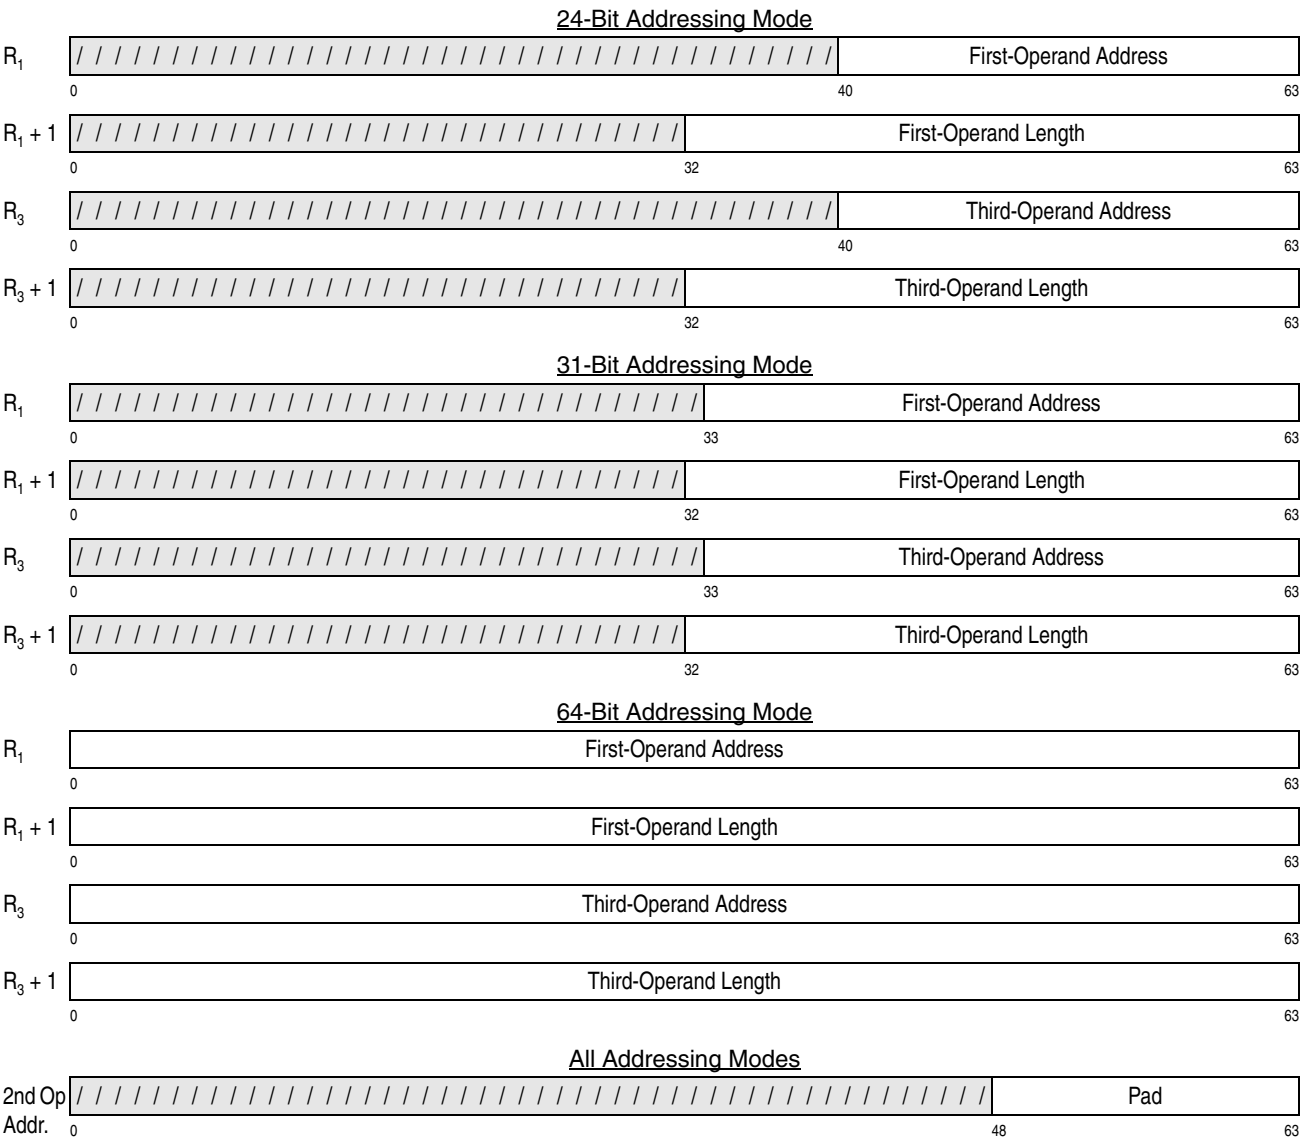 24-Bit Addressing Mode
R1 / / / / / / / / / / / / / / / / / / / / / / / / / / / / / / / / / / / / / / / / First-Operand Address
0 40 63
R1 + 1 / / / / / / / / / / / / / / / / / / / / / / / / / / / / / / / / First-Operand Length
0 32 63
R3 / / / / / / / / / / / / / / / / / / / / / / / / / / / / / / / / / / / / / / / / Third-Operand Address
0 40 63
R3 + 1 / / / / / / / / / / / / / / / / / / / / / / / / / / / / / / / / Third-Operand Length
0 32 63
31-Bit Addressing Mode
R1 / / / / / / / / / / / / / / / / / / / / / / / / / / / / / / / / / First-Operand Address
0 33 63
R1 + 1 / / / / / / / / / / / / / / / / / / / / / / / / / / / / / / / / First-Operand Length
0 32 63
R3 / / / / / / / / / / / / / / / / / / / / / / / / / / / / / / / / / Third-Operand Address
0 33 63
R3 + 1 / / / / / / / / / / / / / / / / / / / / / / / / / / / / / / / / Third-Operand Length
0 32 63
64-Bit Addressing Mode
R1 First-Operand Address
0 63
R1 + 1 First-Operand Length
0 63
R3 Third-Operand Address
0 63
R3 + 1 Third-Operand Length
0 63
All Addressing Modes
2nd Op / / / / / / / / / / / / / / / / / / / / / / / / / / / / / / / / / / / / / / / / / / / / / / / / Pad
Addr. 0 48 63